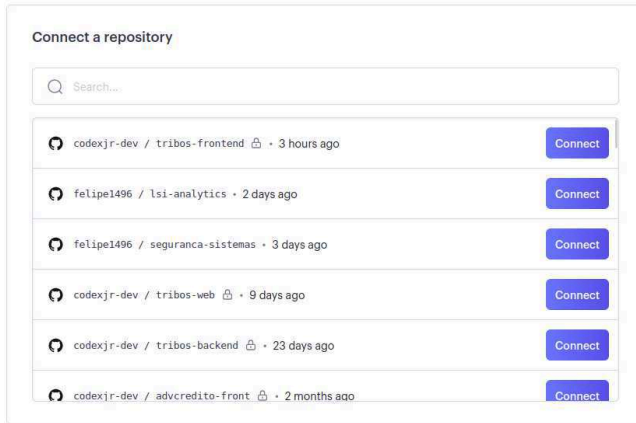 Connect a repository
Search...
codexjr-dev / tribos-frontend • 3 hours ago Connect
felipe1496 / lsi-analytics • 2 days ago Connect
felipe1496 / seguranca-sistemas • 3 days ago Connect
codexjr-dev / tribos-web • 9 days ago Connect
codexjr-dev / tribos-backend • 23 days ago Connect
codexjr-dev / advcredito-front • 2 months ago Connect